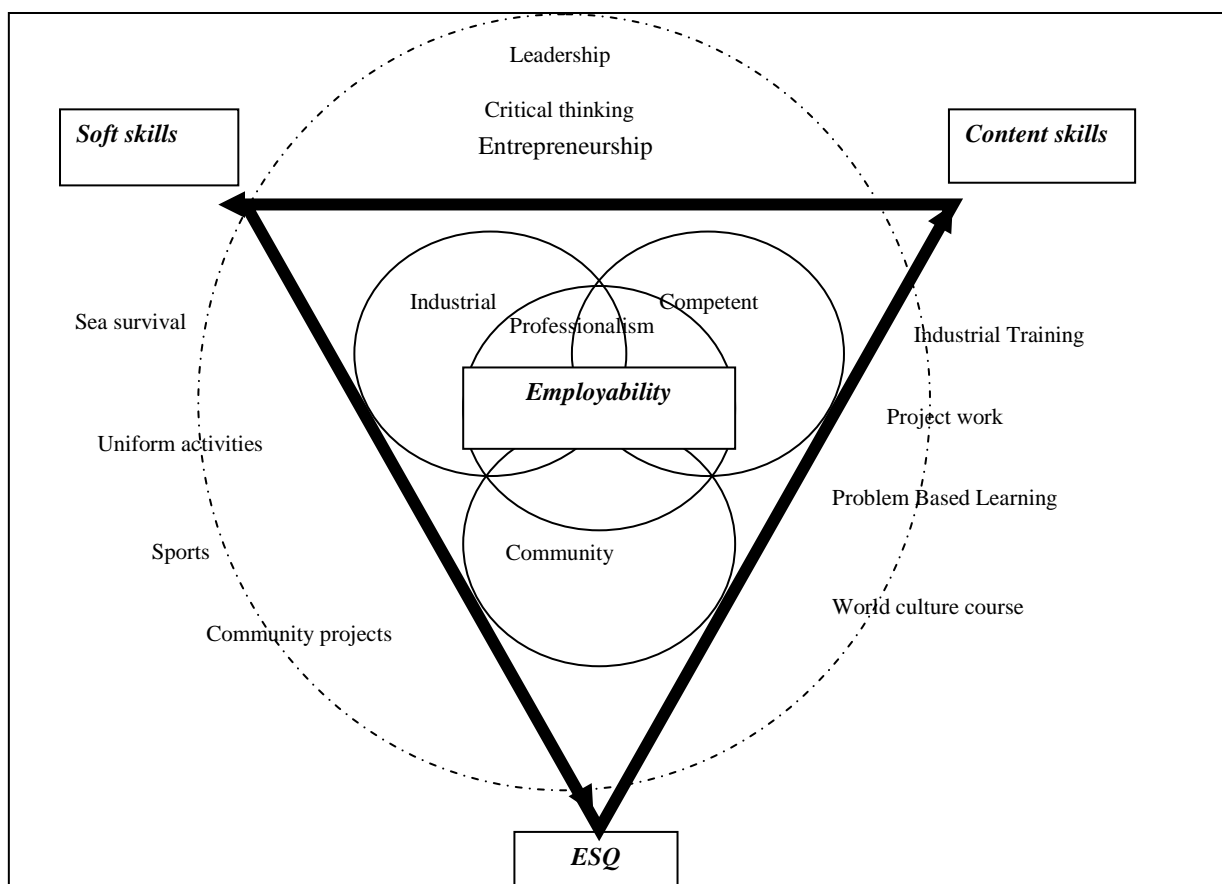 Leadership
Critical thinking
Soft skills
Content skills
Entrepreneurship
Industrial
Competent
Sea survival
Professionalism
Industrial Training
Employability
Project work
Uniform activities
Problem Based Learning
Sports
Community
World culture course
Community projects
ESQ